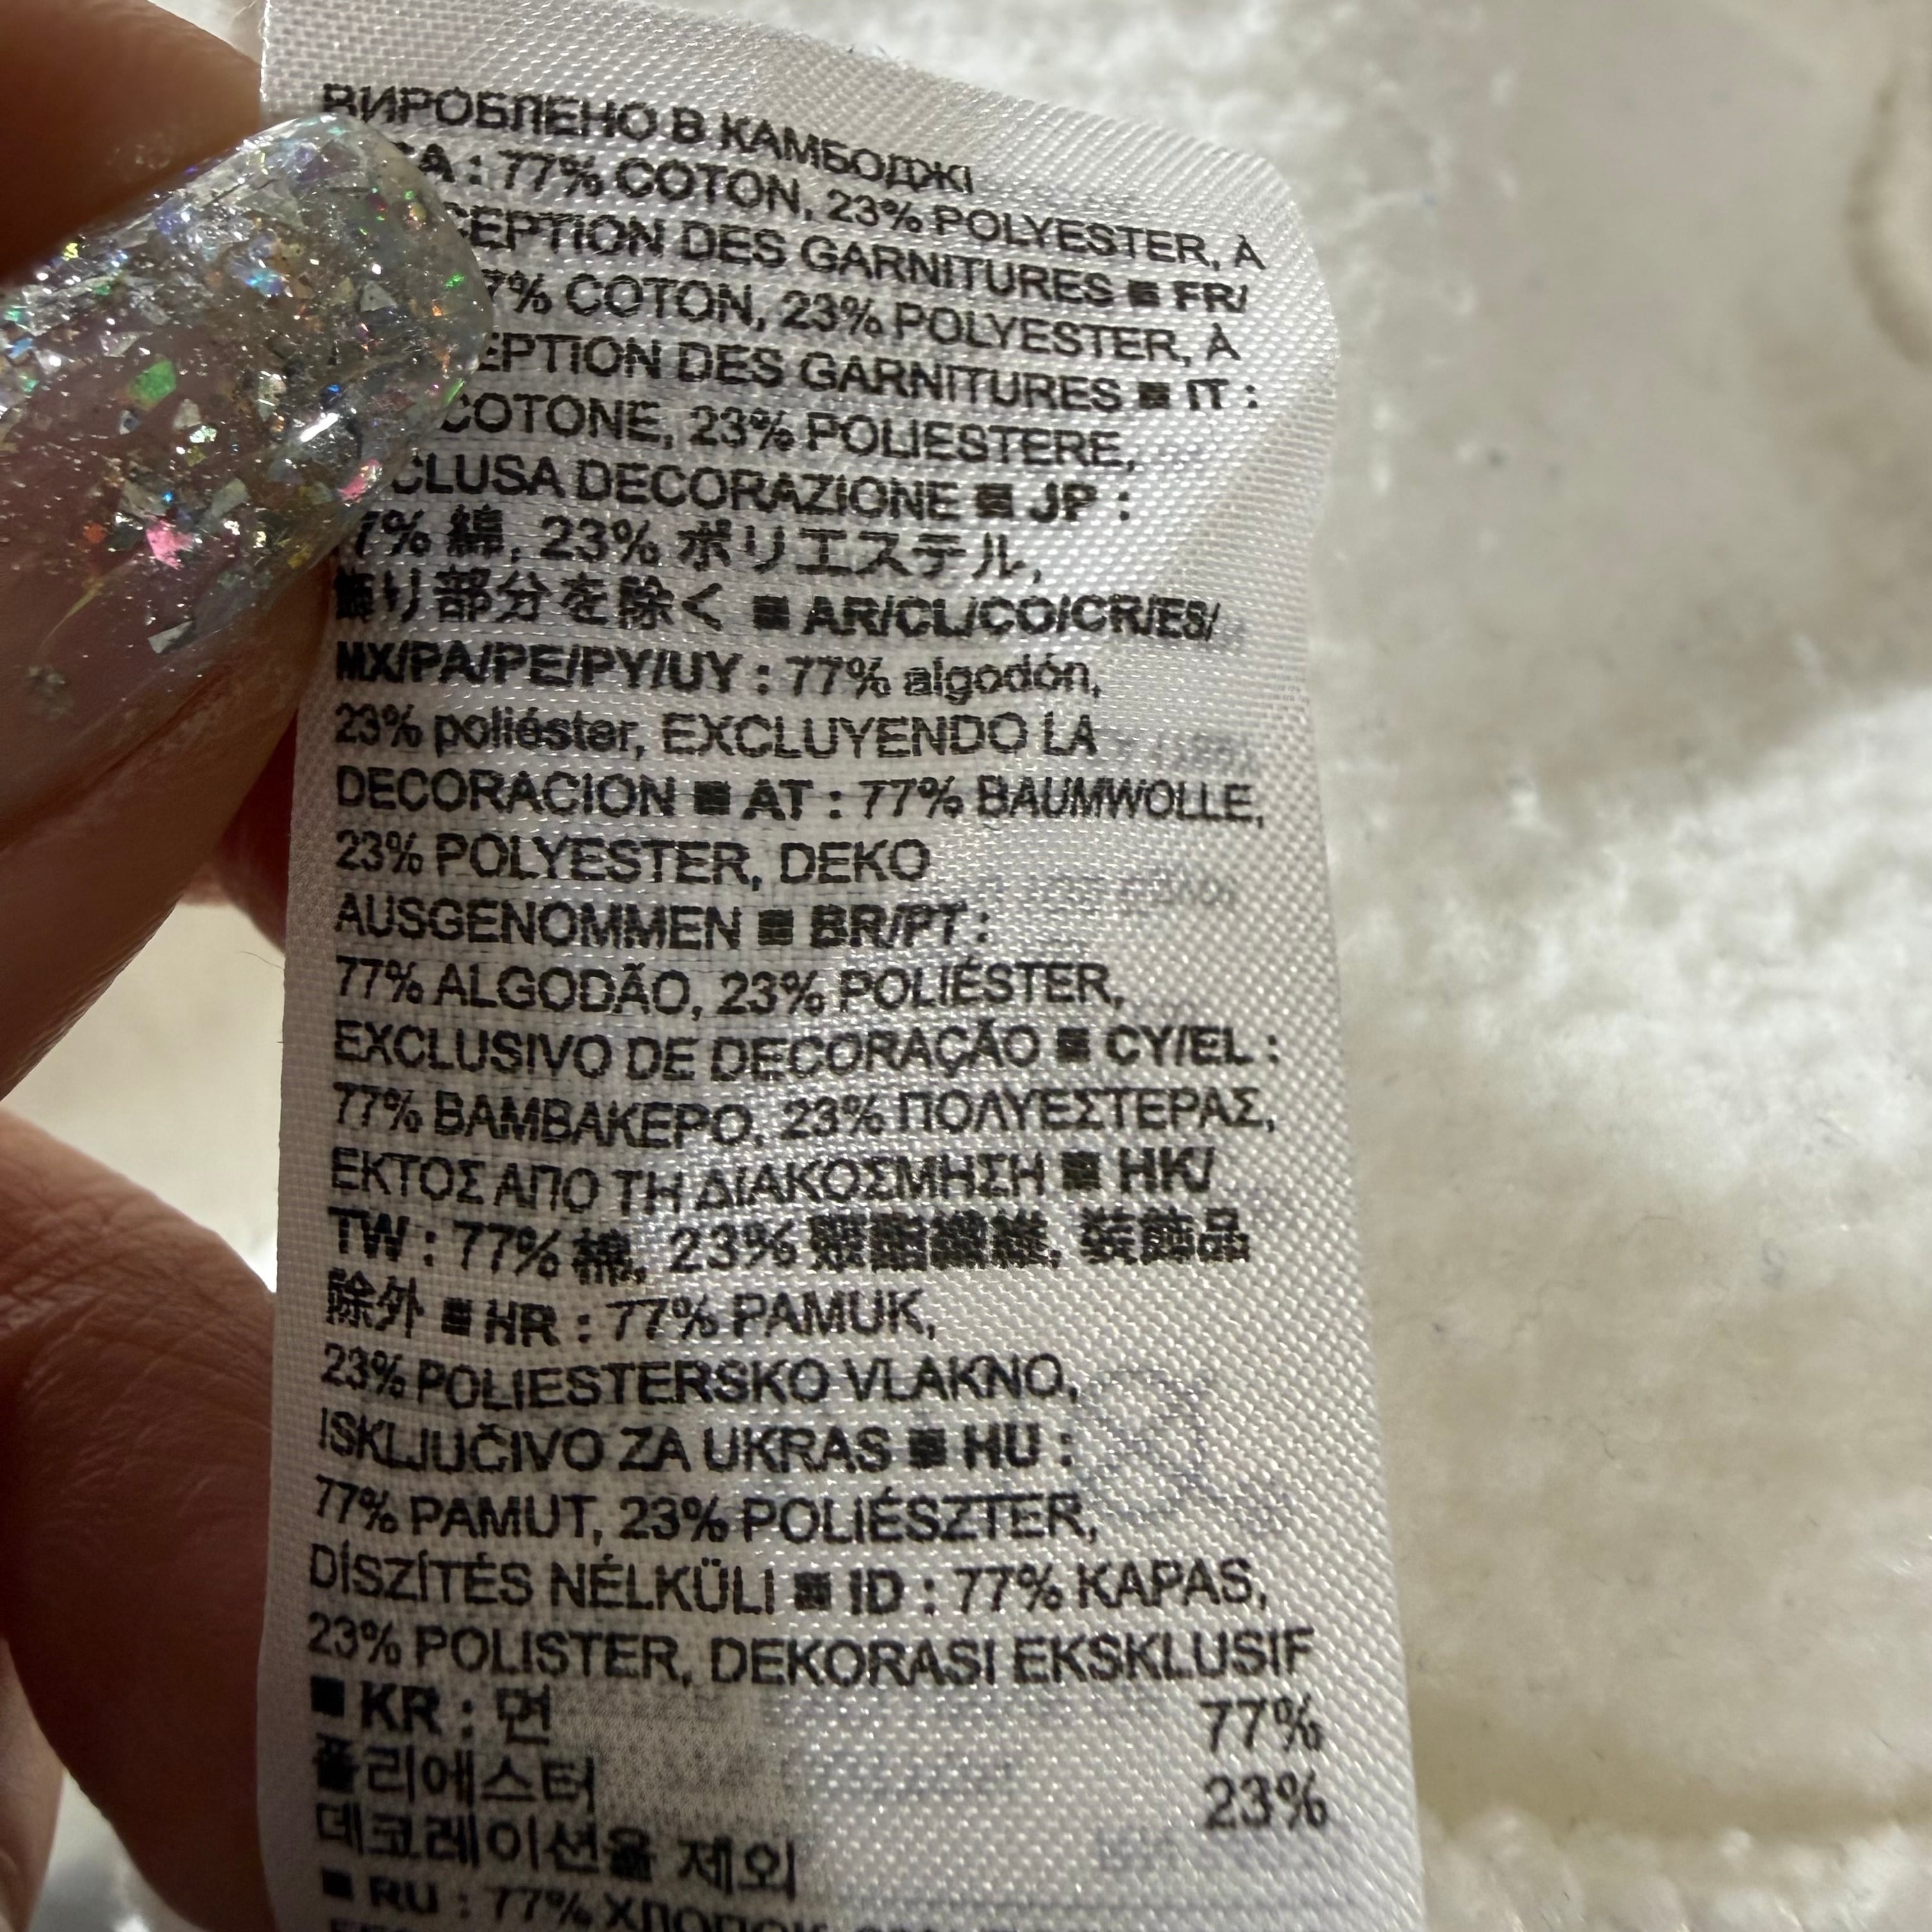 ВИРОБЛЕНО В КАМБОДЖІ
CA : 77% COTON, 23% POLYESTER, À
EPTION DES GARNITURES ■ FR/
7% COTON, 23% POLYESTER, À
EPTION DES GARNITURES ■ IT :
COTONE, 23% POLIESTERE,
CLUSA DECORAZIONE ■ JP :
7% 綿, 23% ポリエステル,
飾り部分を除く ■ AR/CL/CO/CR/ES/
MX/PA/PE/PY/UY : 77% algodón,
23% poliéster, EXCLUYENDO LA
DECORACION ■ AT : 77% BAUMWOLLE,
23% POLYESTER, DEKO
AUSGENOMMEN ■ BR/PT :
77% ALGODÃO, 23% POLIÉSTER,
EXCLUSIVO DE DECORAÇÃO ■ CY/EL :
77% ΒΑΜΒΑΚΕΡΟ, 23% ΠΟΛΥΕΣΤΕΡΑΣ,
ΕΚΤΟΣ ΑΠΟ ΤΗ ΔΙΑΚΟΣΜΗΣΗ ■ HK/
TW : 77% 棉, 23% 聚酯纖維, 裝飾品
除外 ■ HR : 77% PAMUK,
23% POLIESTERSKO VLAKNO,
ISKLJUČIVO ZA UKRAS ■ HU :
77% PAMUT, 23% POLIÉSZTER,
DÍSZÍTÉS NÉLKÜLI ■ ID : 77% KAPAS,
23% POLISTER, DEKORASI EKSKLUSIF
■ KR : 면 77%
폴리에스터 23%
데코레이션을 제외
■ RU : 77% ХЛОПОК,